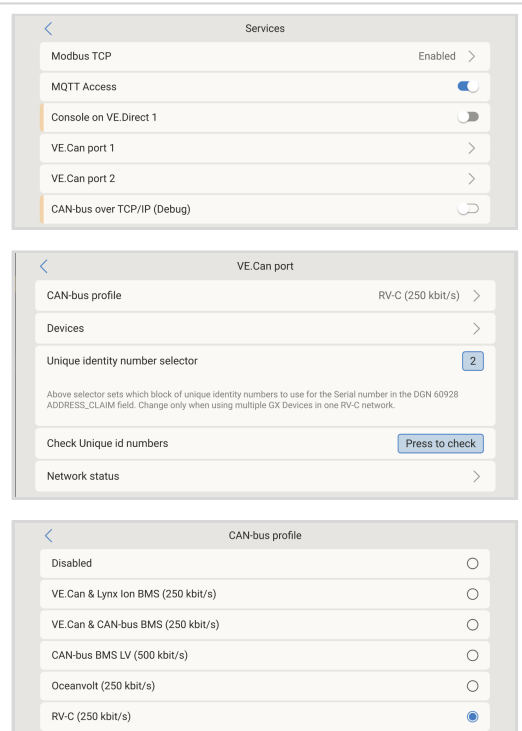 Services
Modbus TCP Enabled
MQTT Access
Console on VE.Direct 1
VE.Can port 1
VE.Can port 2
CAN-bus over TCP/IP (Debug)
VE.Can port
CAN-bus profile RV-C (250 kbit/s)
Devices
Unique identity number selector 2
Above selector sets which block of unique identity numbers to use for the Serial number in the DGN 60928
ADDRESS_CLAIM field. Change only when using multiple GX Devices in one RV-C network.
Check Unique id numbers Press to check
Network status
CAN-bus profile
Disabled
VE.Can & Lynx Ion BMS (250 kbit/s)
VE.Can & CAN-bus BMS (250 kbit/s)
CAN-bus BMS LV (500 kbit/s)
Oceanvolt (250 kbit/s)
RV-C (250 kbit/s)